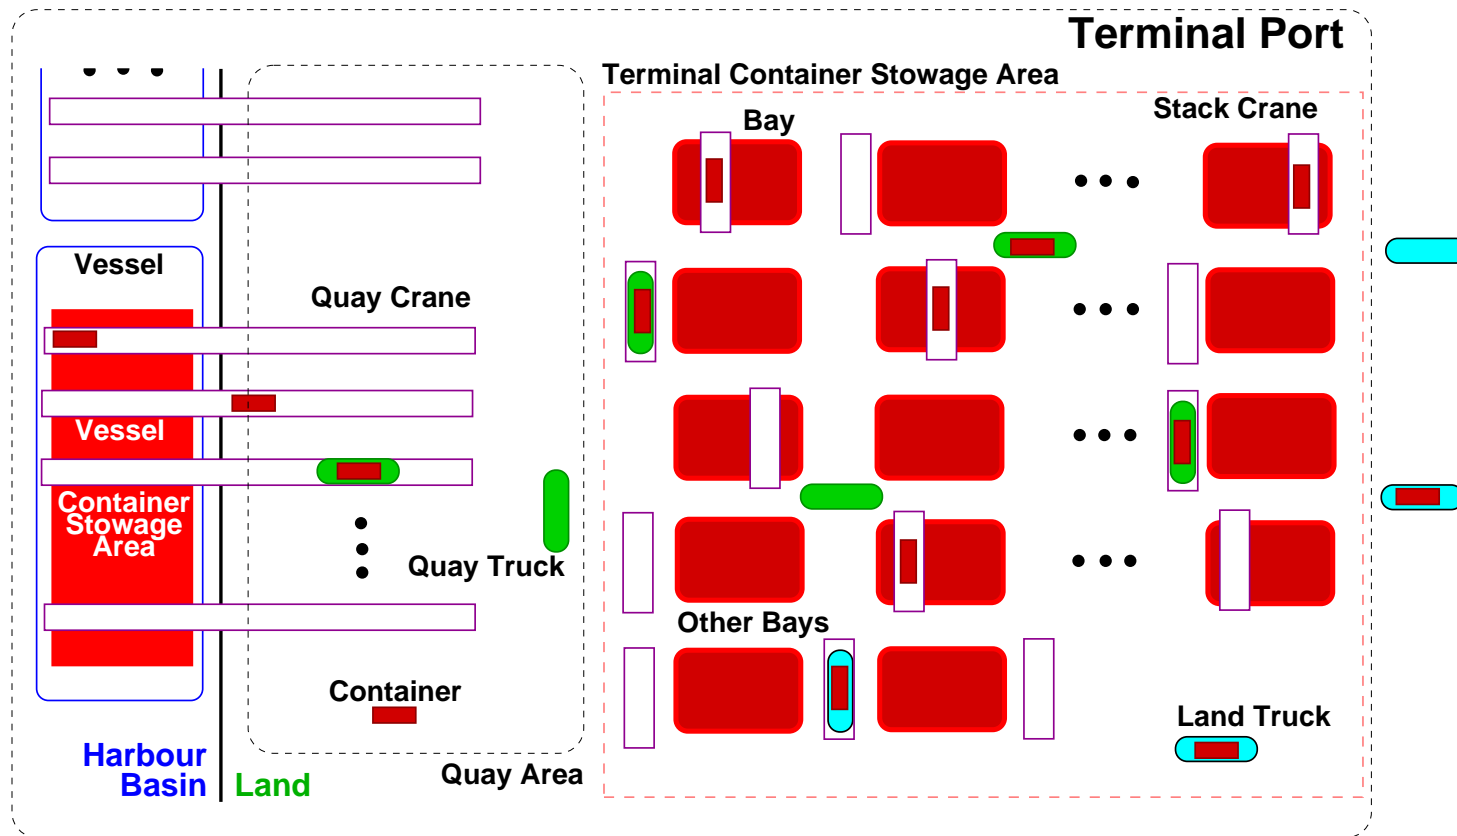 Terminal Port
Terminal Container Stowage Area
Bay
Stack Crane
Vessel
Quay Crane
Vessel
Container
Stowage
Area
Quay Truck
Other Bays
Container
Land Truck
Harbour
Basin
Land
Quay Area